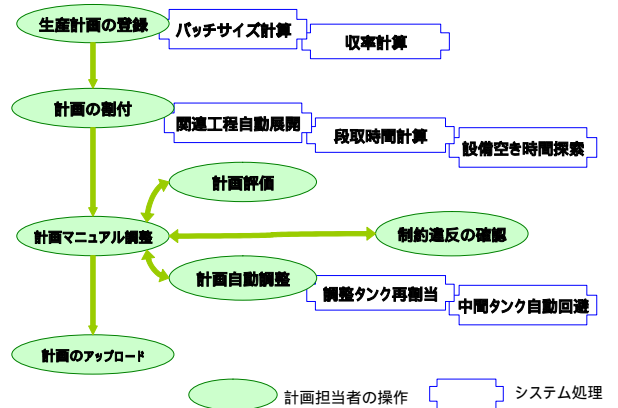 生産計画の登録
バッチサイズ計算
収率計算
計画の割付
関連工程自動展開
段取時間計算
設備空き時間探索
計画評価
計画マニュアル調整
制約違反の確認
計画自動調整
調整タンク再割当
中間タンク自動回避
計画のアップロード
計画担当者の操作
システム処理